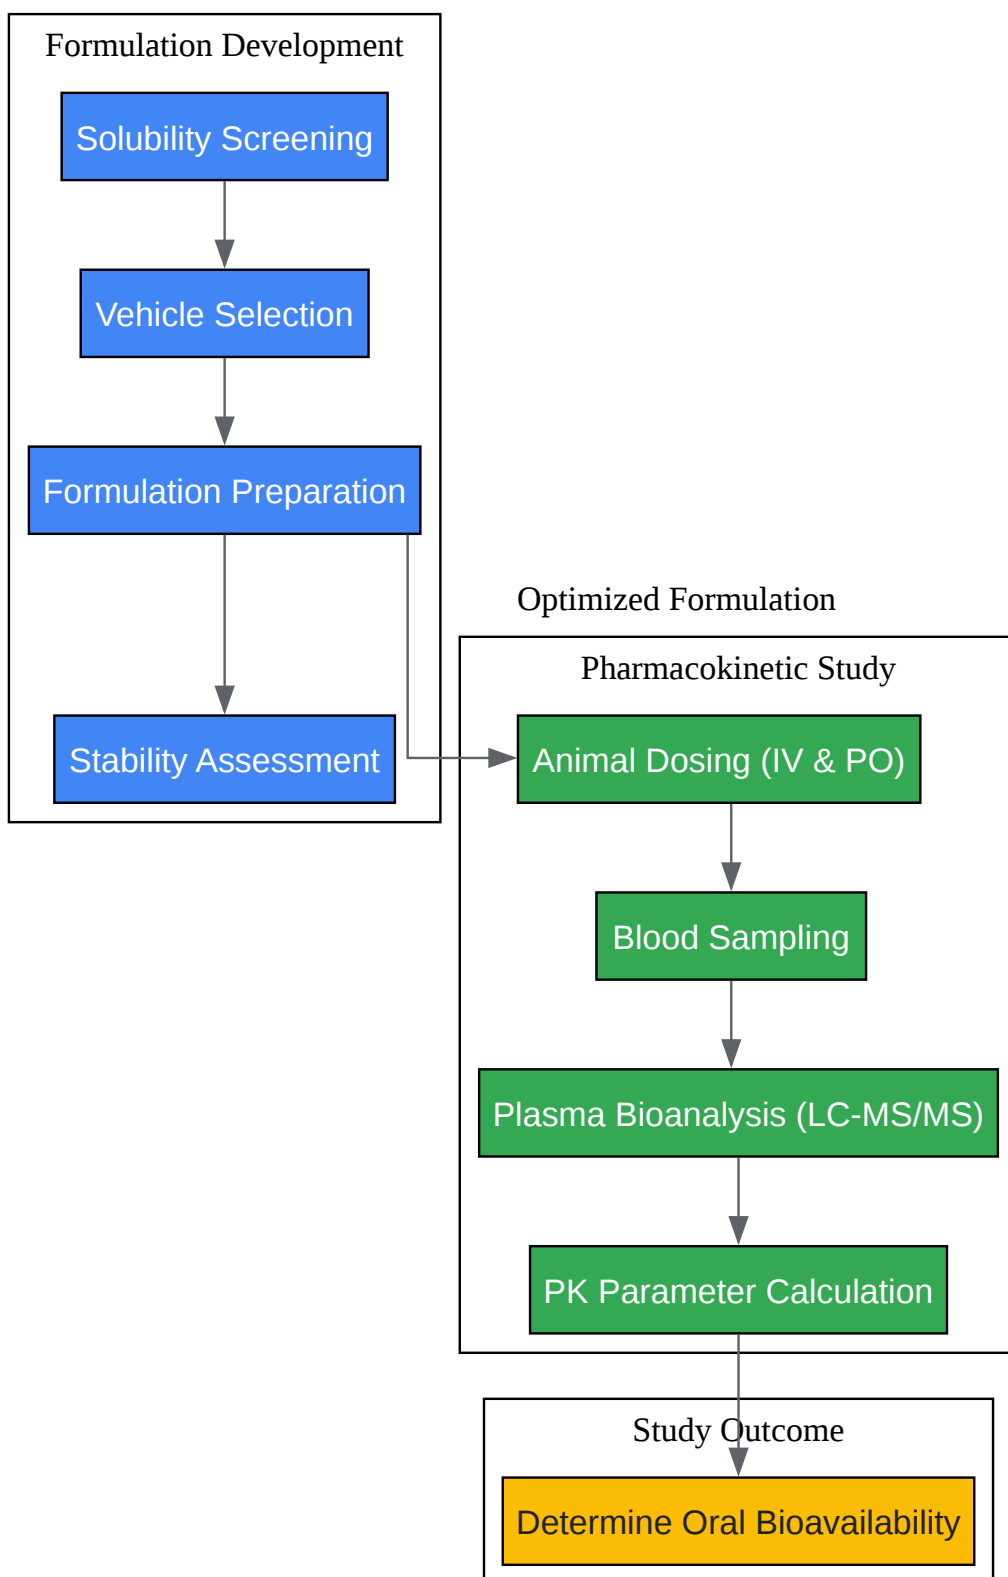 Formulation Development
Solubility Screening
Vehicle Selection
Formulation Preparation
Stability Assessment
Optimized Formulation
Pharmacokinetic Study
Animal Dosing (IV & PO)
Blood Sampling
Plasma Bioanalysis (LC-MS/MS)
PK Parameter Calculation
Study Outcome
Determine Oral Bioavailability